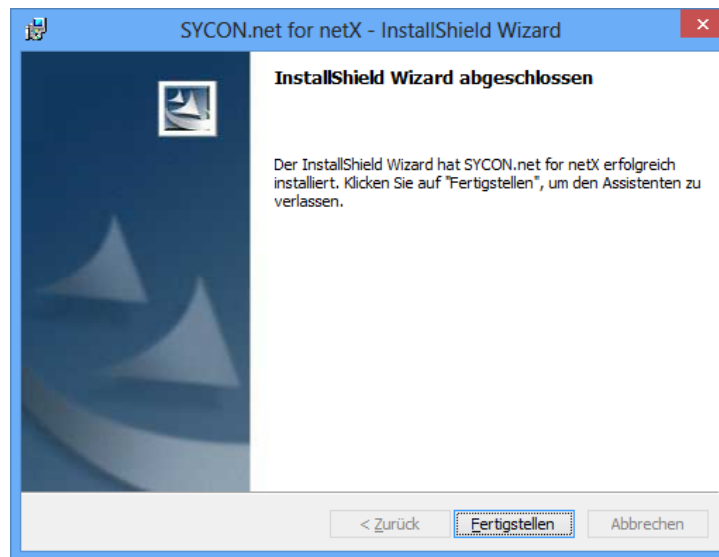 SYCON.net for netX - InstallShield Wizard
InstallShield Wizard abgeschlossen
Der InstallShield Wizard hat SYCON.net for netX erfolgreich
installiert. Klicken Sie auf "Fertigstellen", um den Assistenten zu
verlassen.
< Zurück Fertigstellen Abbrechen